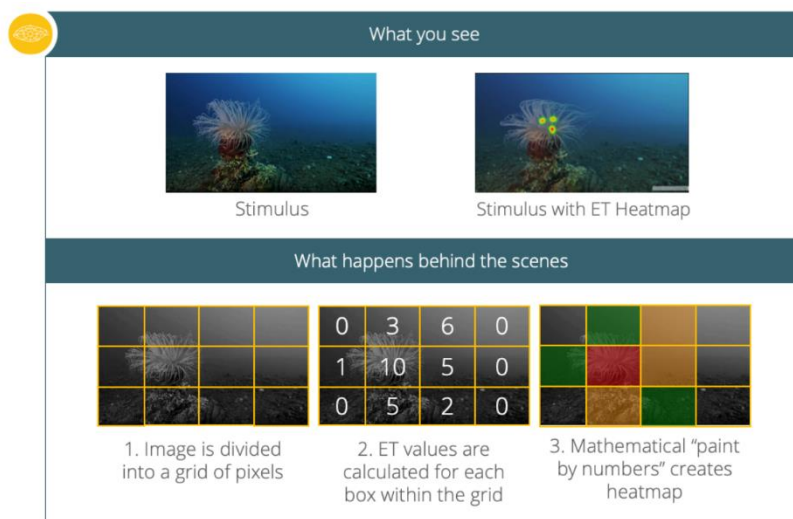 What you see
Stimulus
Stimulus with ET Heatmap
What happens behind the scenes
0 3 6 0
1 10 5 0
0 5 2 0
1. Image is divided
into a grid of pixels
2. ET values are
calculated for each
box within the grid
3. Mathematical “paint
by numbers” creates
heatmap